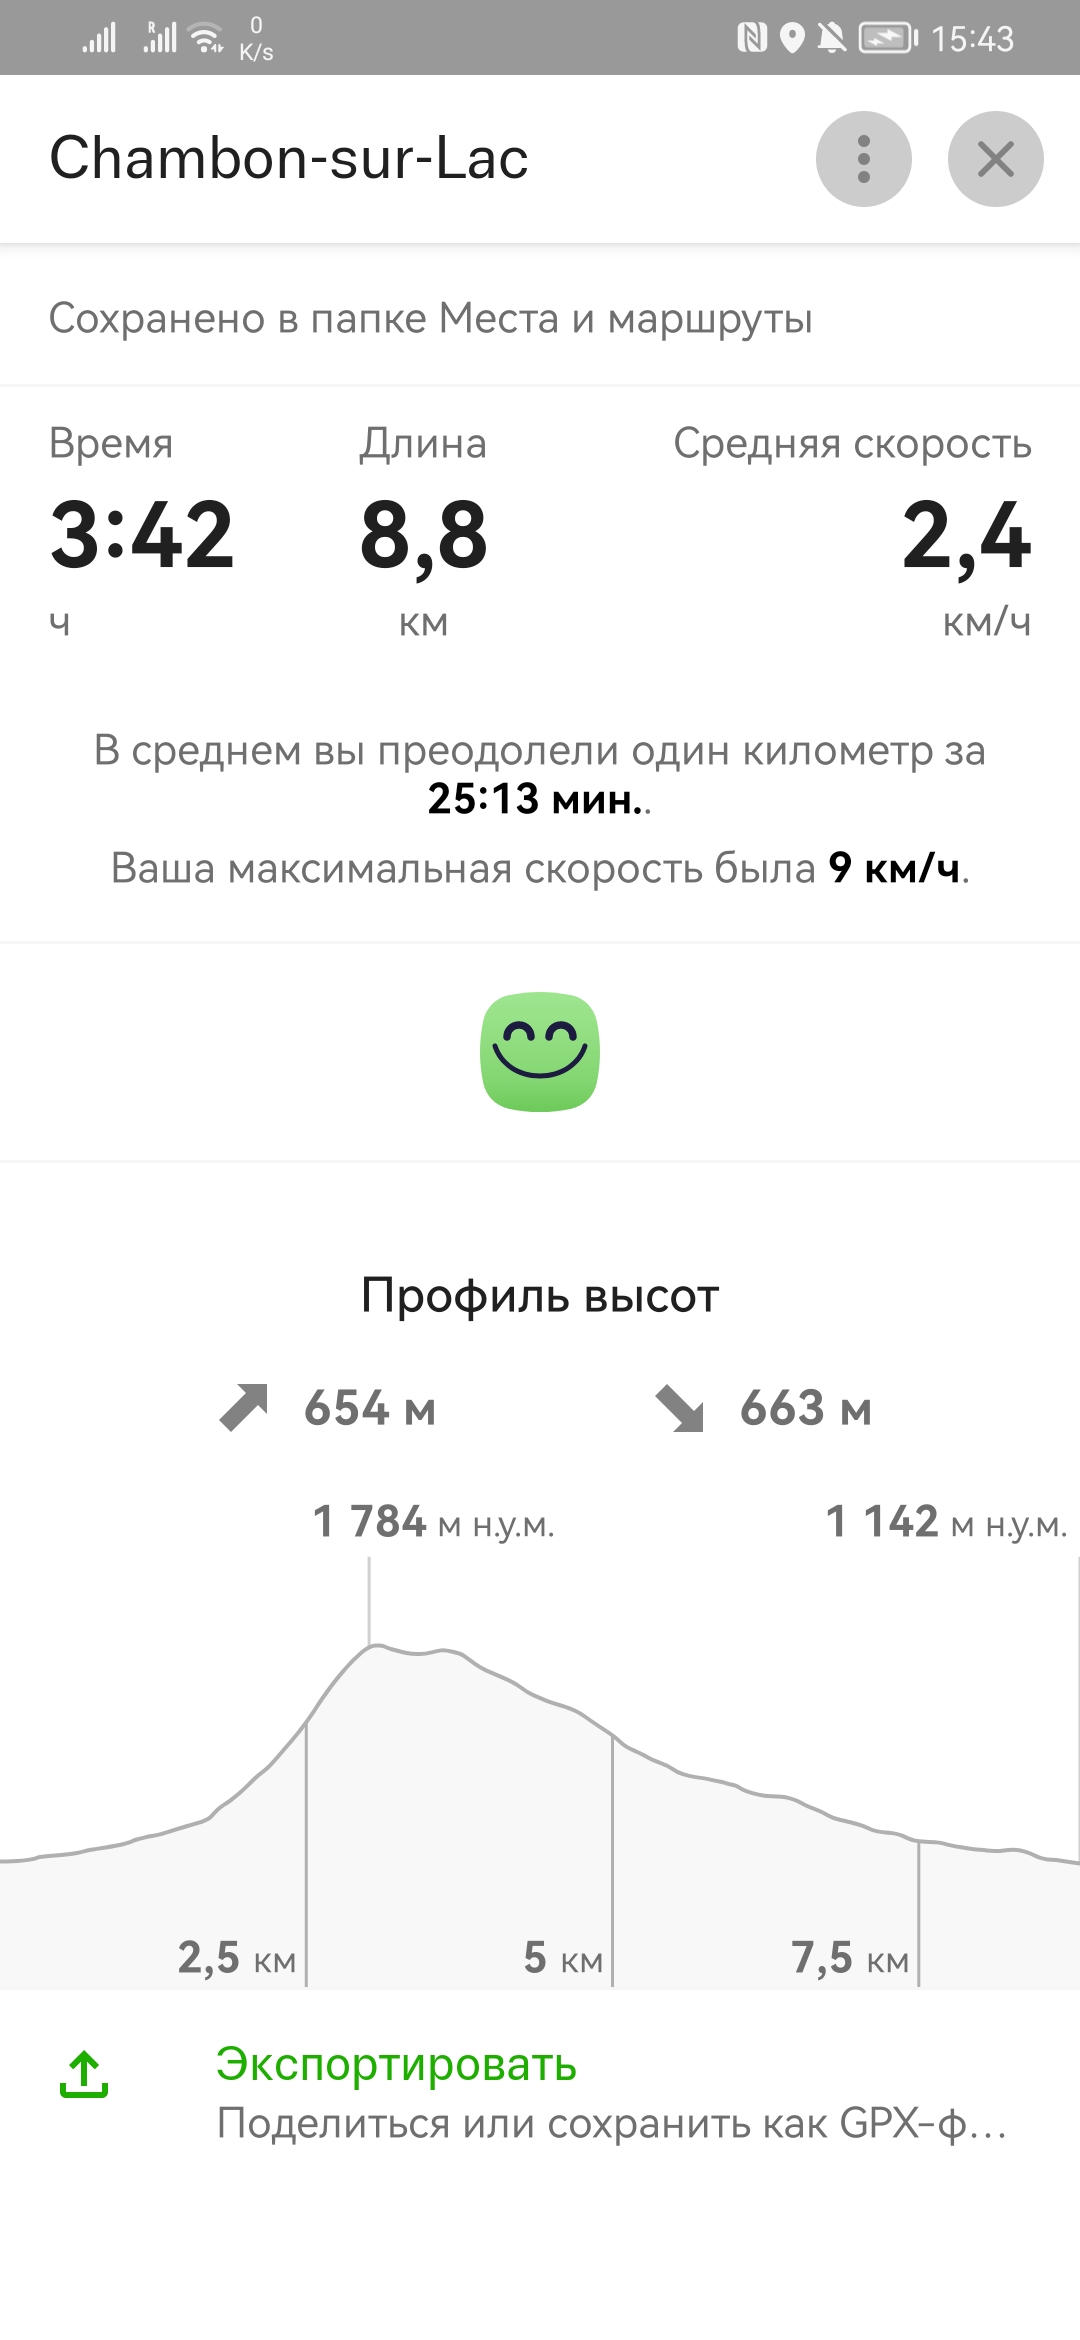 R
0
K/s
15:43
Chambon-sur-Lac
Сохранено в папке Места и маршруты
Время Длина Средняя скорость
3:42 8,8 2,4
ч км км/ч
В среднем вы преодолели один километр за
25:13 мин..
Ваша максимальная скорость была 9 км/ч.
Профиль высот
654 м 663 м
1 784 м н.у.м. 1 142 м н.у.м.
2,5 км 5 км 7,5 км
Экспортировать
Поделиться или сохранить как GPX-ф...